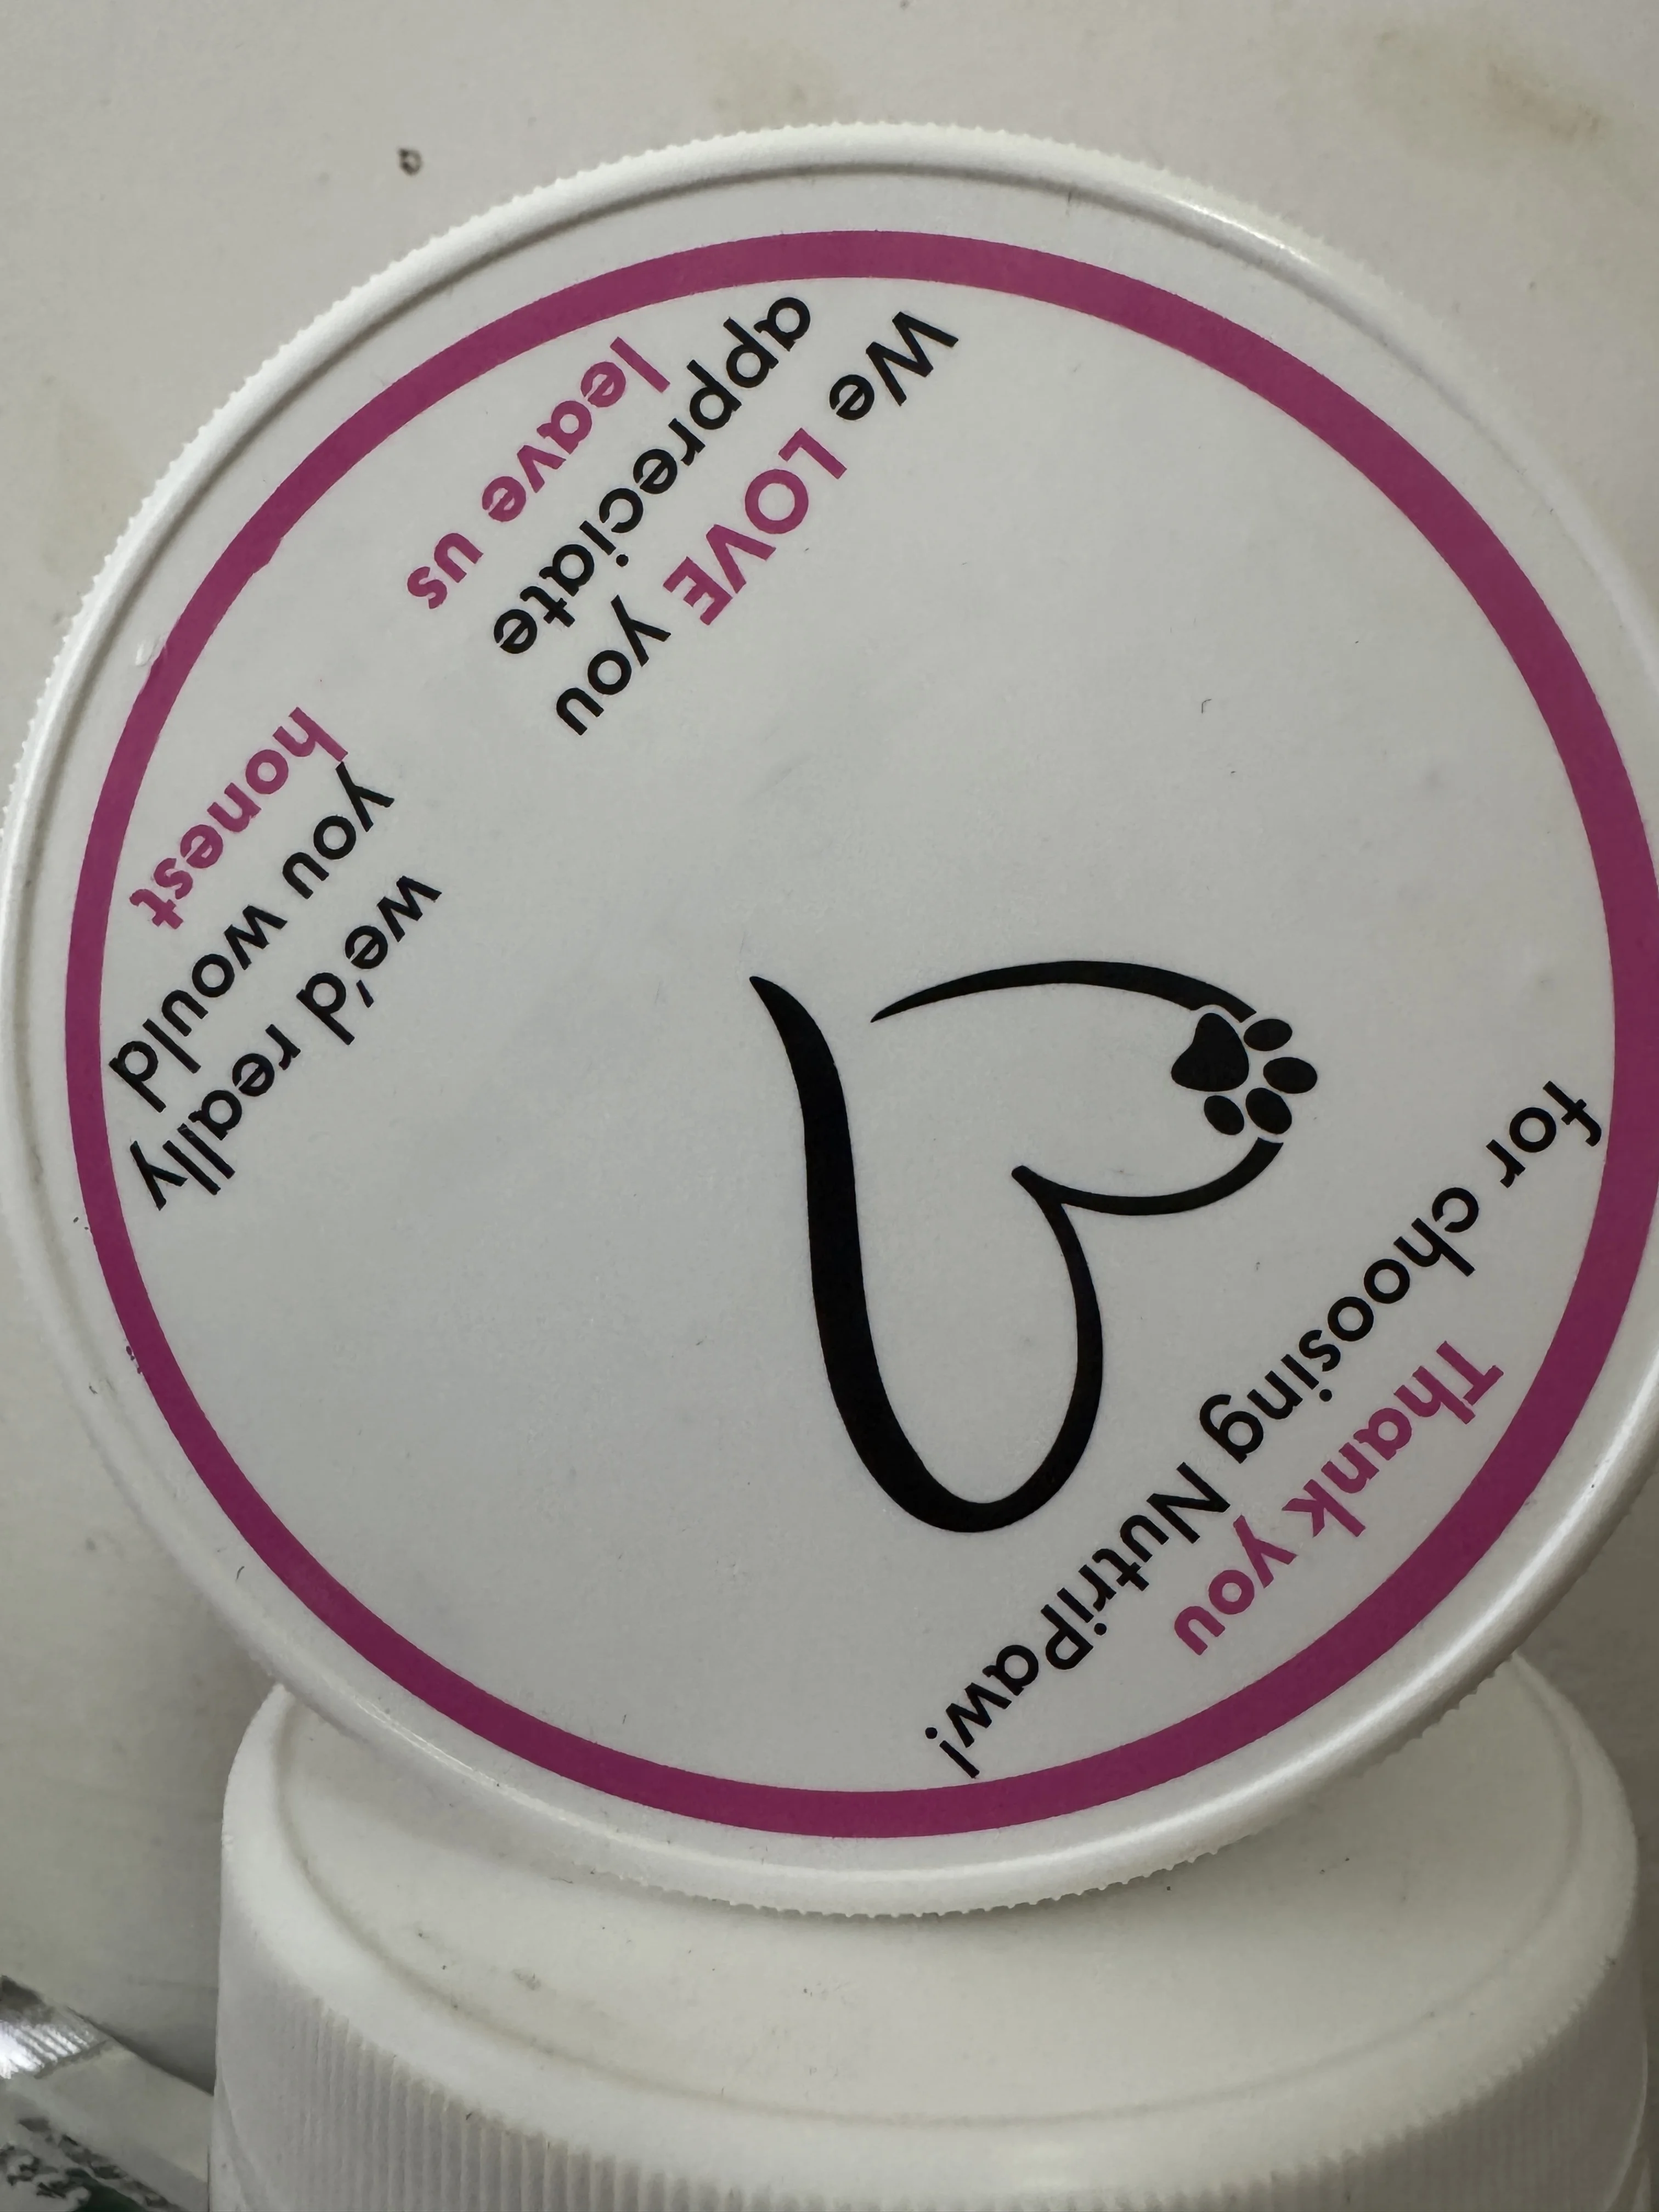 Thank you
for choosing NutriPaw!
We LOVE you we'd really
appreciate you would
leave us honest